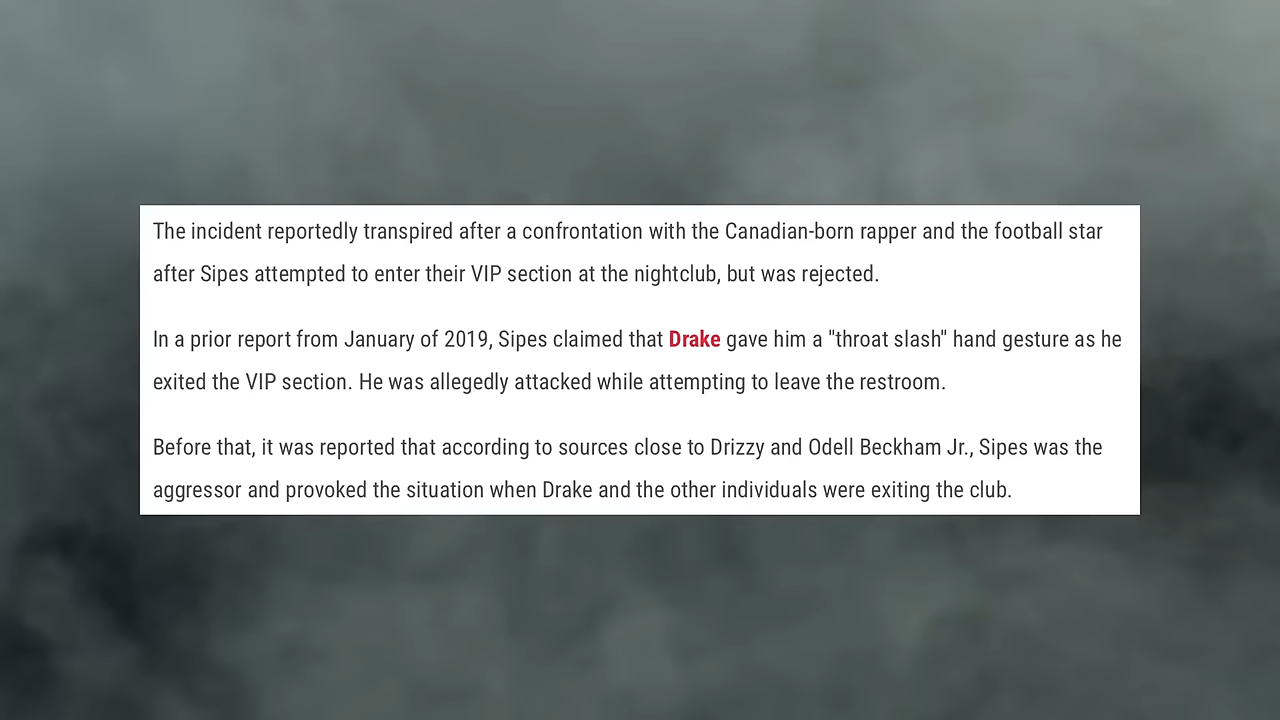 The incident reportedly transpired after a confrontation with the Canadian-born rapper and the football star
after Sipes attempted to enter their VIP section at the nightclub, but was rejected.
In a prior report from January of 2019, Sipes claimed that Drake gave him a "throat slash" hand gesture as he
exited the VIP section. He was allegedly attacked while attempting to leave the restroom.
Before that, it was reported that according to sources close to Drizzy and Odell Beckham Jr., Sipes was the
aggressor and provoked the situation when Drake and the other individuals were exiting the club.